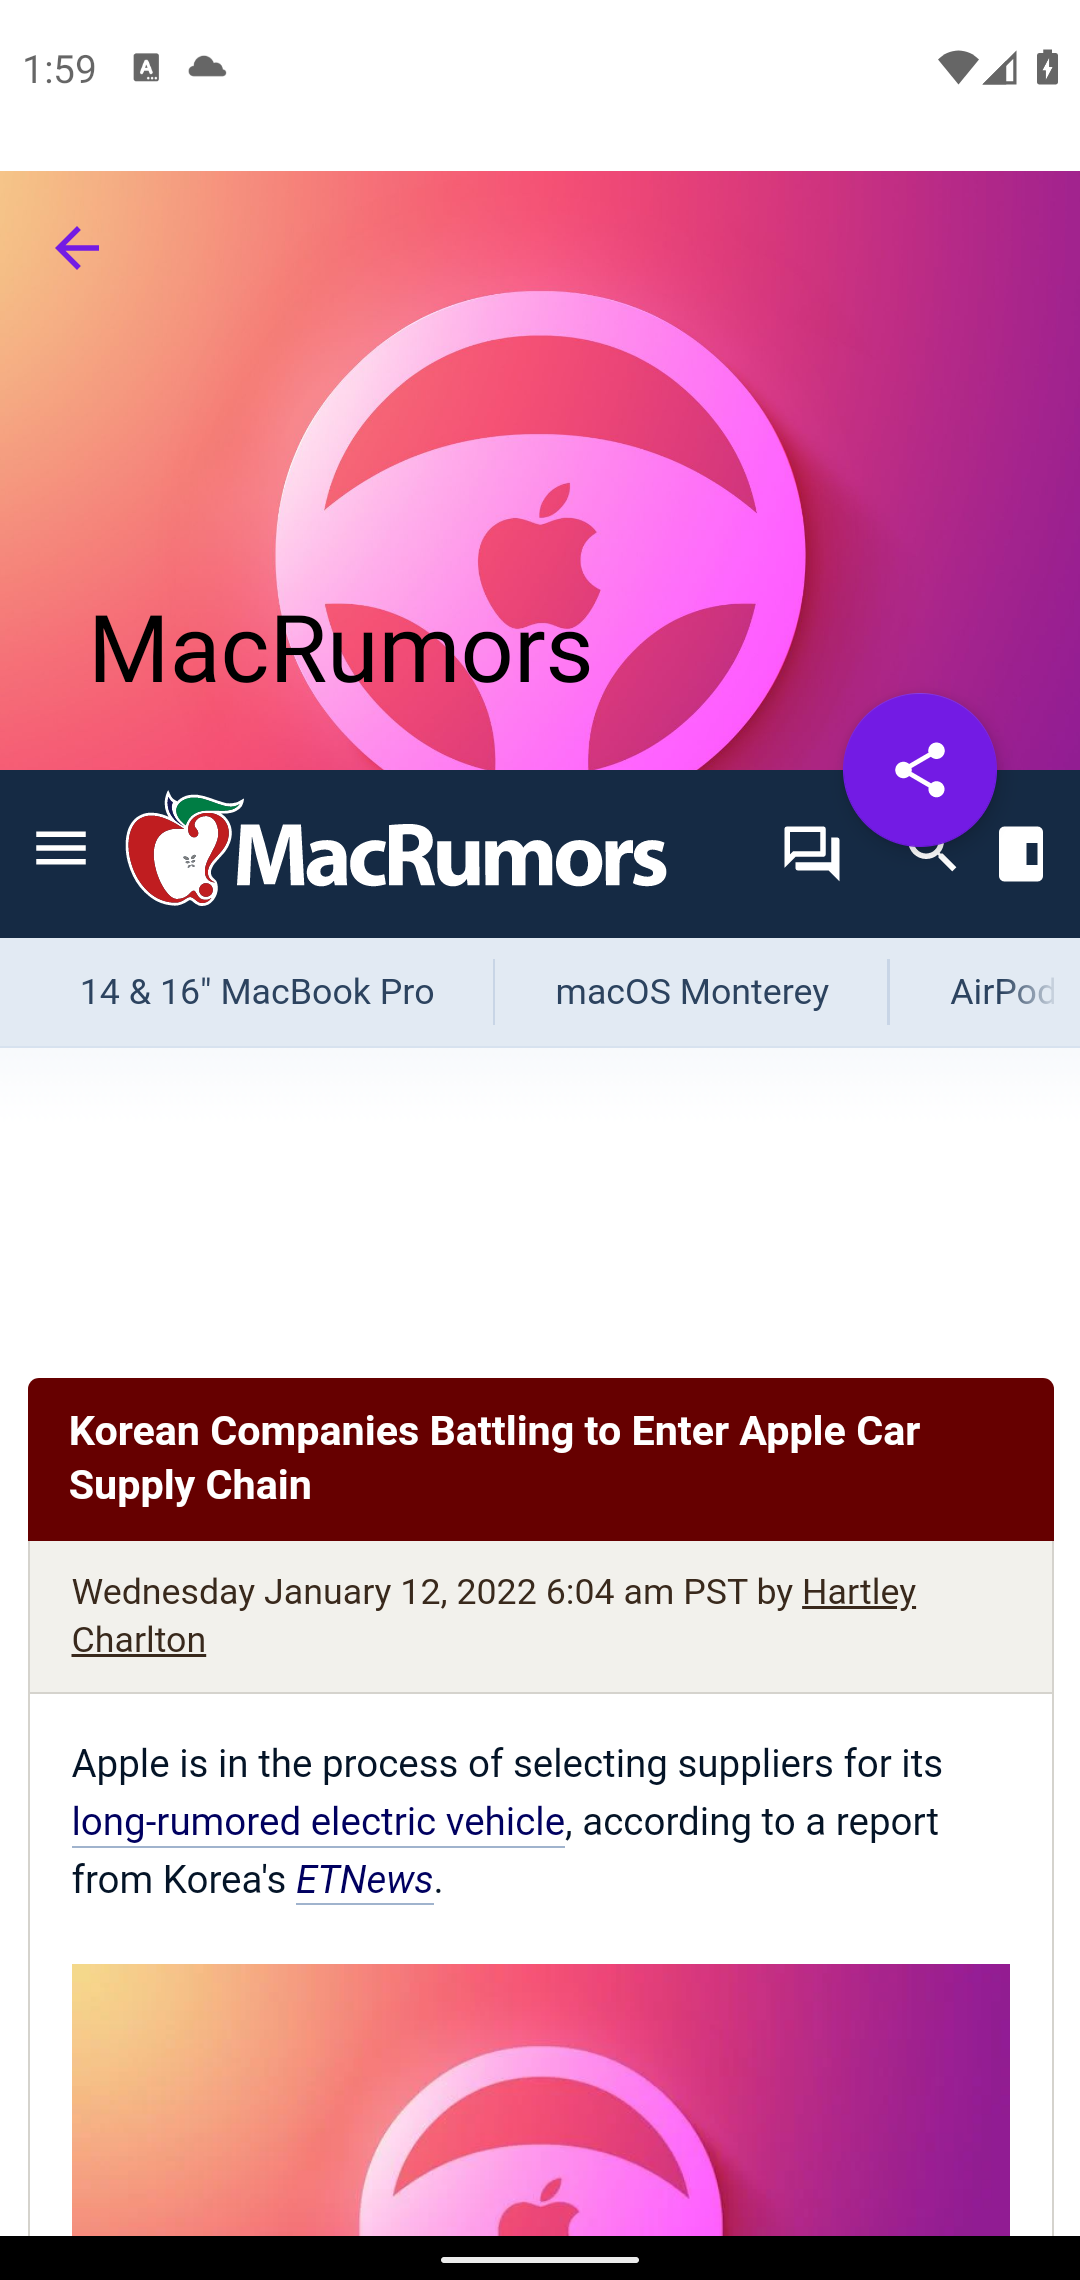 1:59
MacRumors
MacRumors
14 & 16" MacBook Pro
macOS Monterey
AirPod
Korean Companies Battling to Enter Apple Car
Supply Chain
Wednesday January 12, 2022 6:04 am PST by Hartley
Charlton
Apple is in the process of selecting suppliers for its
long-rumored electric vehicle, according to a report
from Korea's ETNews.